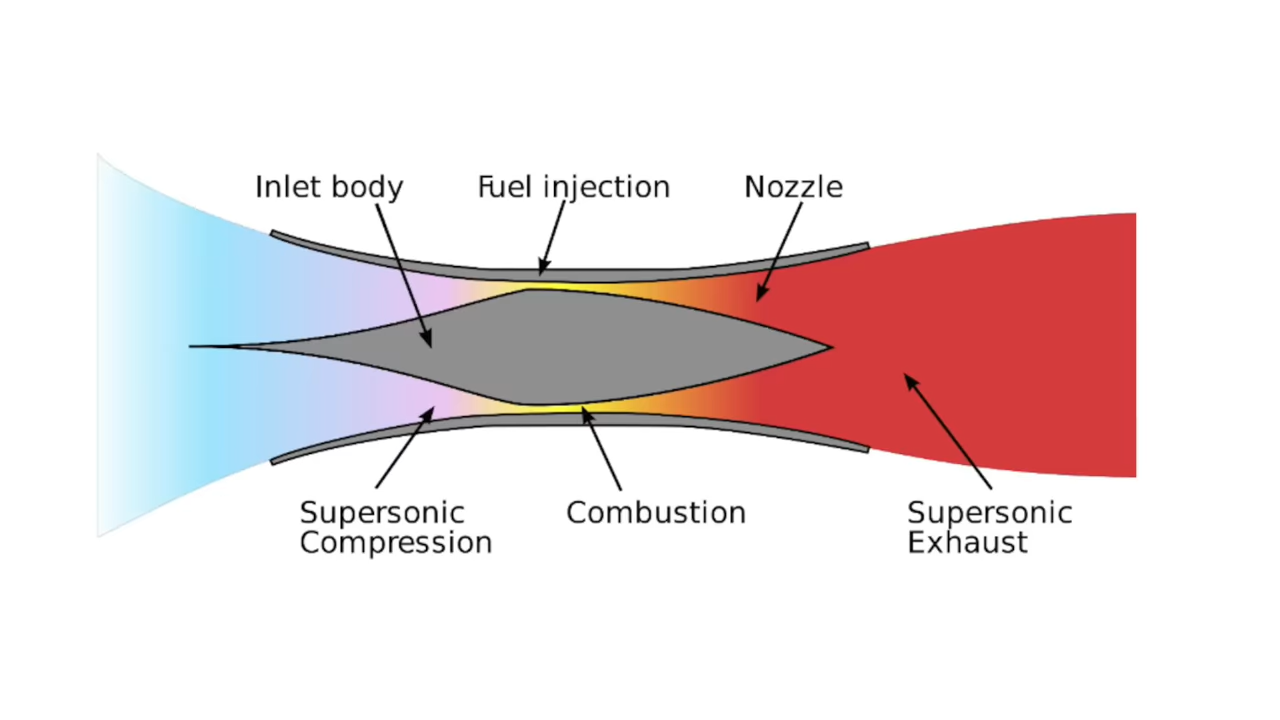 Inlet body
Fuel injection
Nozzle
Supersonic
Compression
Combustion
Supersonic
Exhaust